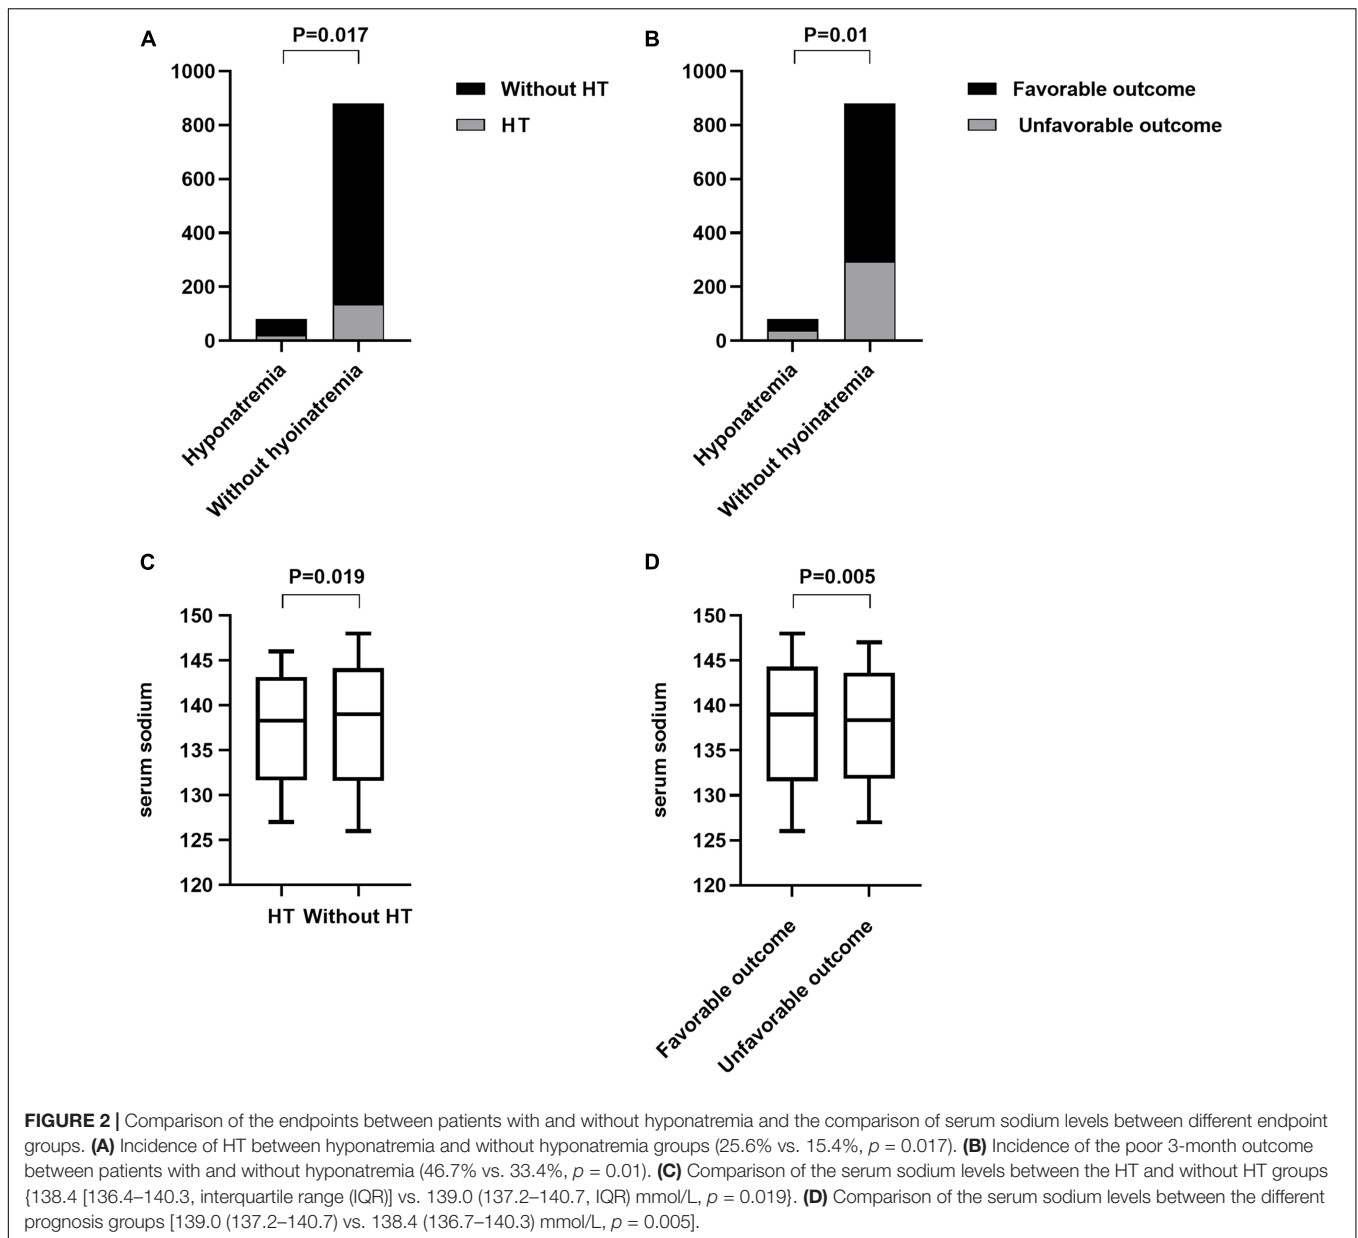 A
P=0.017
1000
800
600
400
200
0
Without HT
HT
Hyponatremia
Without hyoinatremia
B
P=0.01
1000
800
600
400
200
0
Favorable outcome
Unfavorable outcome
Hyponatremia
Without hyoinatremia
C
P=0.019
serum sodium
150
145
140
135
130
125
120
HT
Without HT
D
P=0.005
serum sodium
150
145
140
135
130
125
120
Favorable outcome
Unfavorable outcome
FIGURE 2 | Comparison of the endpoints between patients with and without hyponatremia and the comparison of serum sodium levels between different endpoint
groups. (A) Incidence of HT between hyponatremia and without hyponatremia groups (25.6% vs. 15.4%, p = 0.017). (B) Incidence of the poor 3-month outcome
between patients with and without hyponatremia (46.7% vs. 33.4%, p = 0.01). (C) Comparison of the serum sodium levels between the HT and without HT groups
{138.4 [136.4–140.3, interquartile range (IQR)] vs. 139.0 (137.2–140.7, IQR) mmol/L, p = 0.019}. (D) Comparison of the serum sodium levels between the different
prognosis groups [139.0 (137.2–140.7) vs. 138.4 (136.7–140.3) mmol/L, p = 0.005].